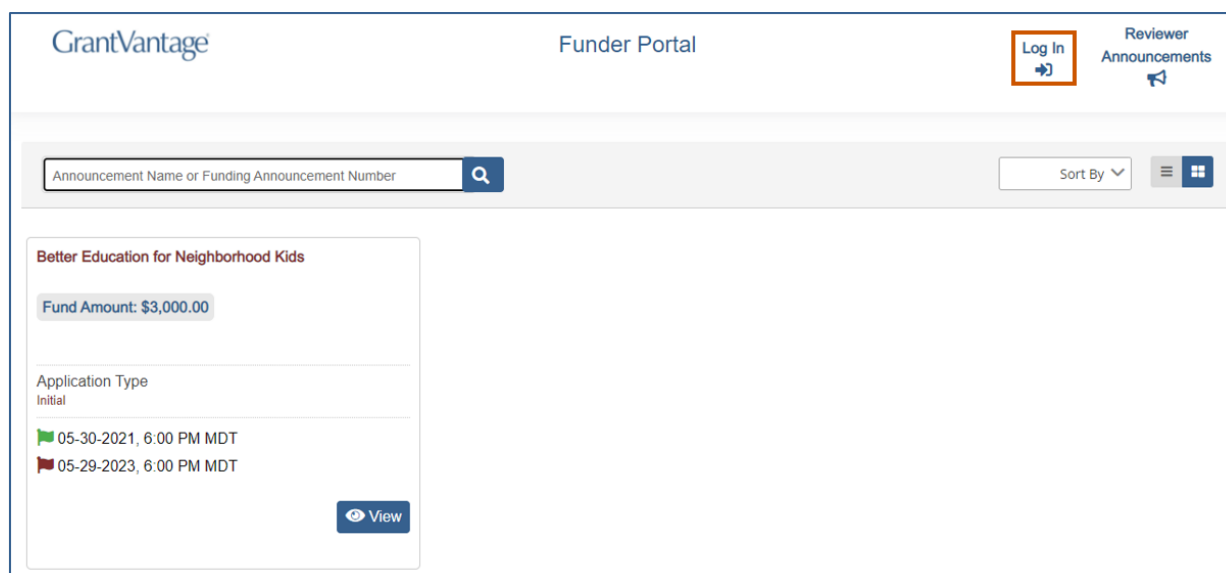 GrantVantage
Funder Portal
Log In
Reviewer
Announcements
Announcement Name or Funding Announcement Number
Sort By
Better Education for Neighborhood Kids
Fund Amount: $3,000.00
Application Type
Initial
05-30-2021, 6:00 PM MDT
05-29-2023, 6:00 PM MDT
View